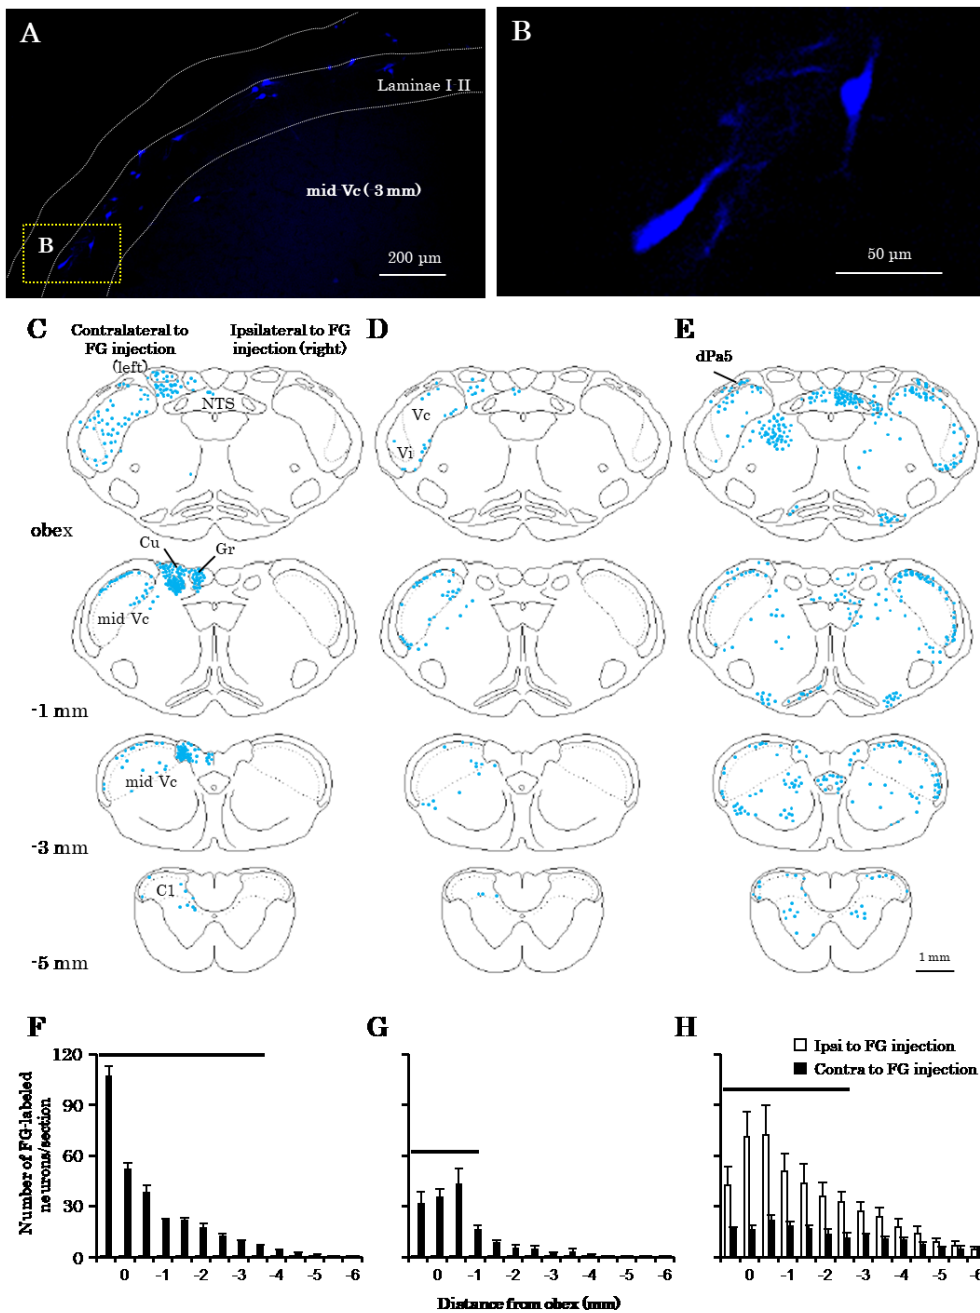 A
Laminae I-II
mid Vc ( 3 mm)
B
200 µm
B
50 µm
C
Contralateral to
FG injection
(left)
Ipsilateral to FG
injection (right)
D
E
NTS
Vc
Vi
dPa5
obex
Cu
Gr
mid Vc
-1 mm
mid Vc
-3 mm
C1
-5 mm
1 mm
F
G
H
Ipsi to FG injection
Contra to FG injection
Number of FG-labeled
neurons/section
120
90
60
30
0
0 -1 -2 -3 -4 -5 -6
0 -1 -2 -3 -4 -5 -6
0 -1 -2 -3 -4 -5 -6
Distance from obex (mm)